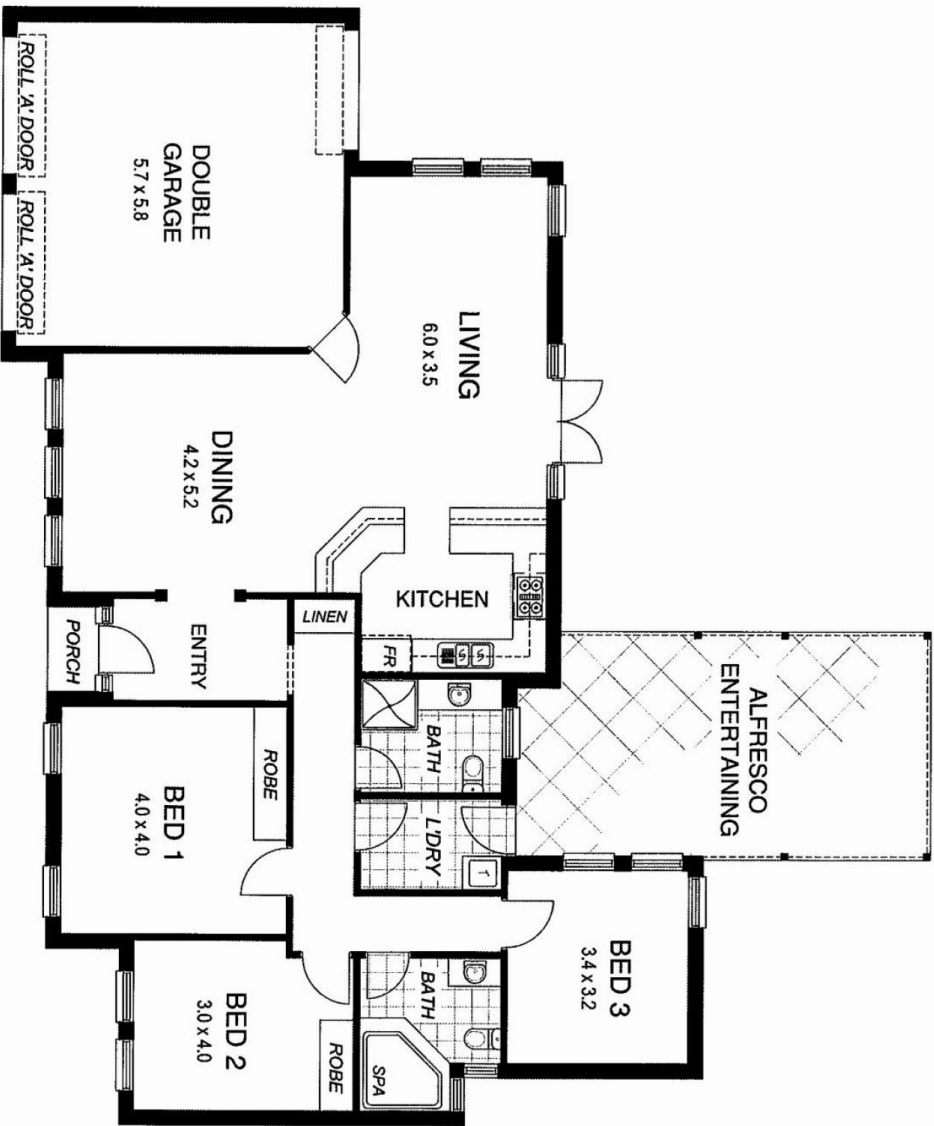 ROLL 'A' DOOR
ROLL 'A' DOOR
DOUBLE
GARAGE
5.7 x 5.8
LIVING
6.0 x 3.5
DINING
4.2 x 5.2
KITCHEN
FR
LINEN
ENTRY
PORCH
ALFRESCO
ENTERTAINING
BATH
L'DRY
T
ROBE
BED 1
4.0 x 4.0
BED 3
3.4 x 3.2
BATH
SPA
ROBE
BED 2
3.0 x 4.0